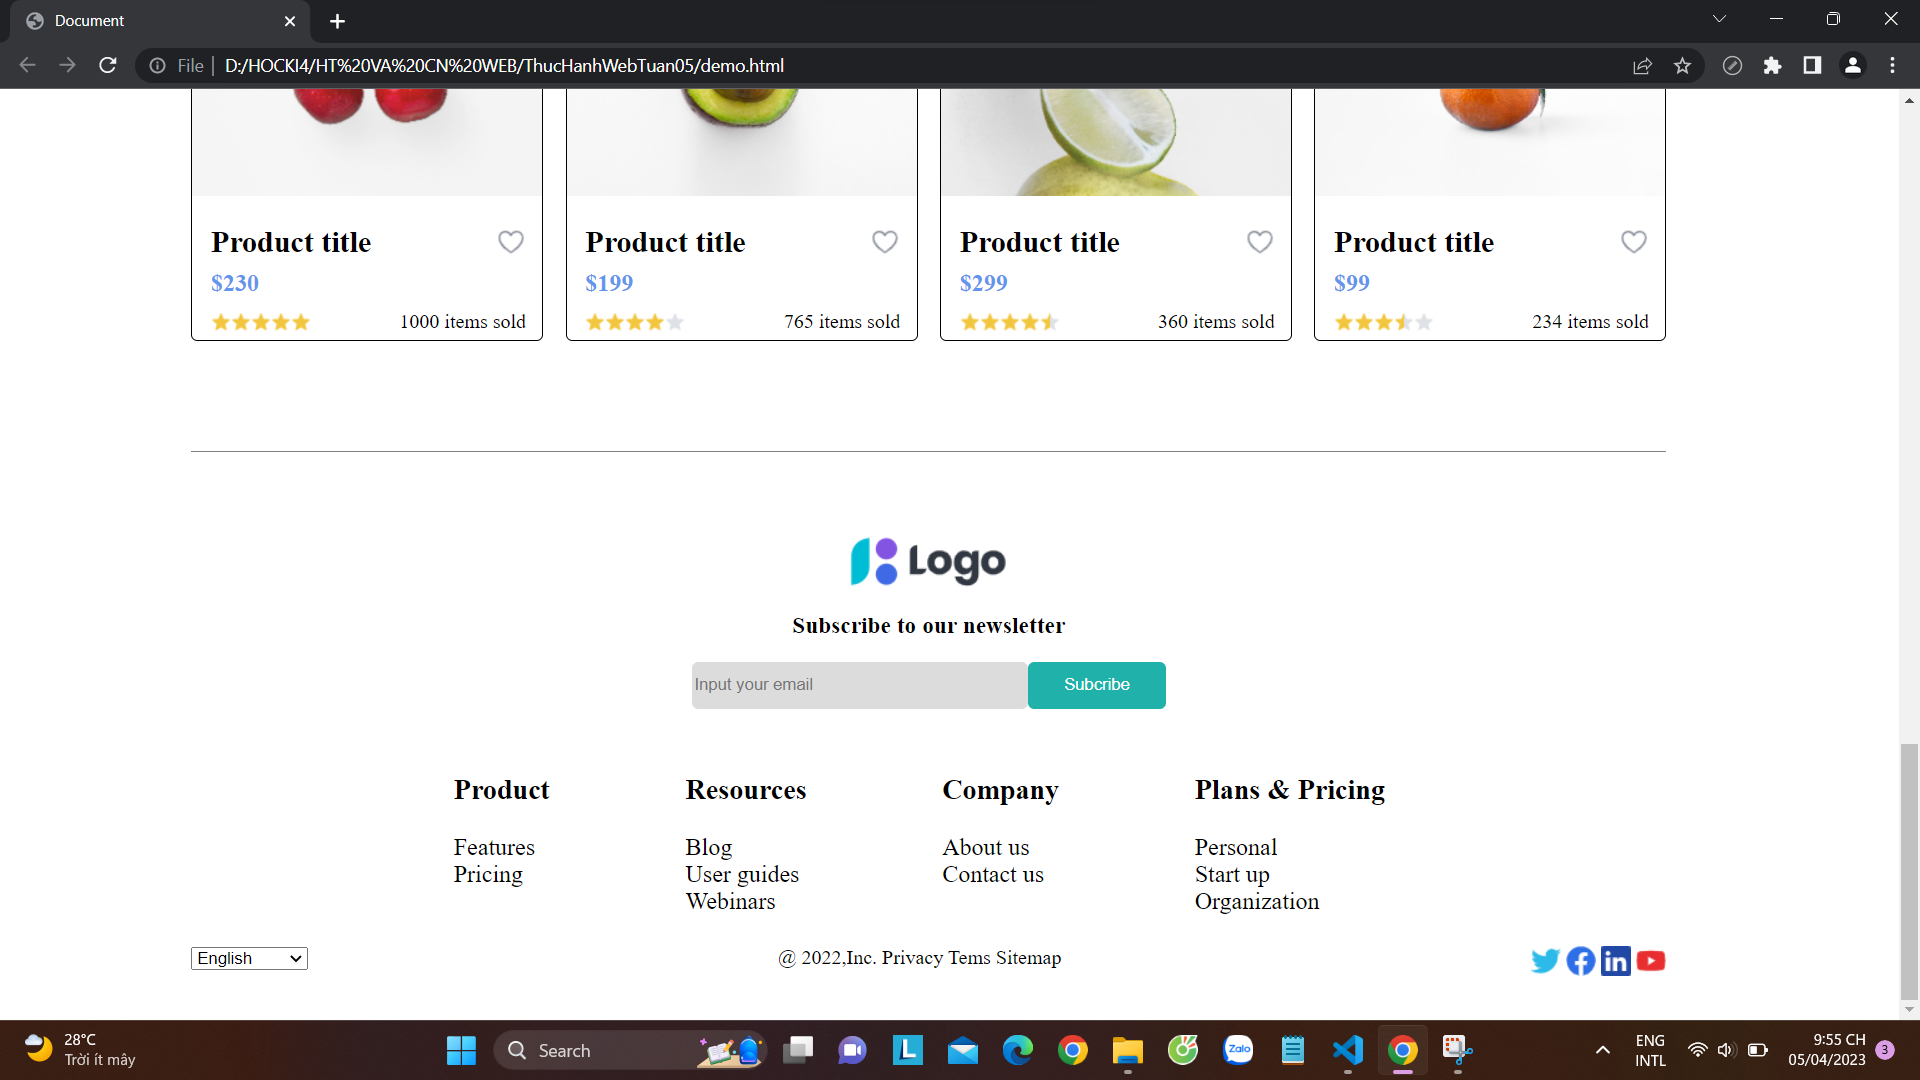 Document
File
D:/HOCKI4/HT%20VA%20CN%20WEB/ThucHanhWebTuan05/demo.html
Product title
$230
1000 items sold
Product title
$199
765 items sold
Product title
$299
360 items sold
Product title
$99
234 items sold
Logo
Subscribe to our newsletter
Input your email
Subcribe
Product
Features
Pricing
Resources
Blog
User guides
Webinars
Company
About us
Contact us
Plans & Pricing
Personal
Start up
Organization
English
@ 2022,Inc. Privacy Tems Sitemap
28°C
Trời ít mây
Search
L
Zalo
ENG
INTL
9:55 CH
05/04/2023
3